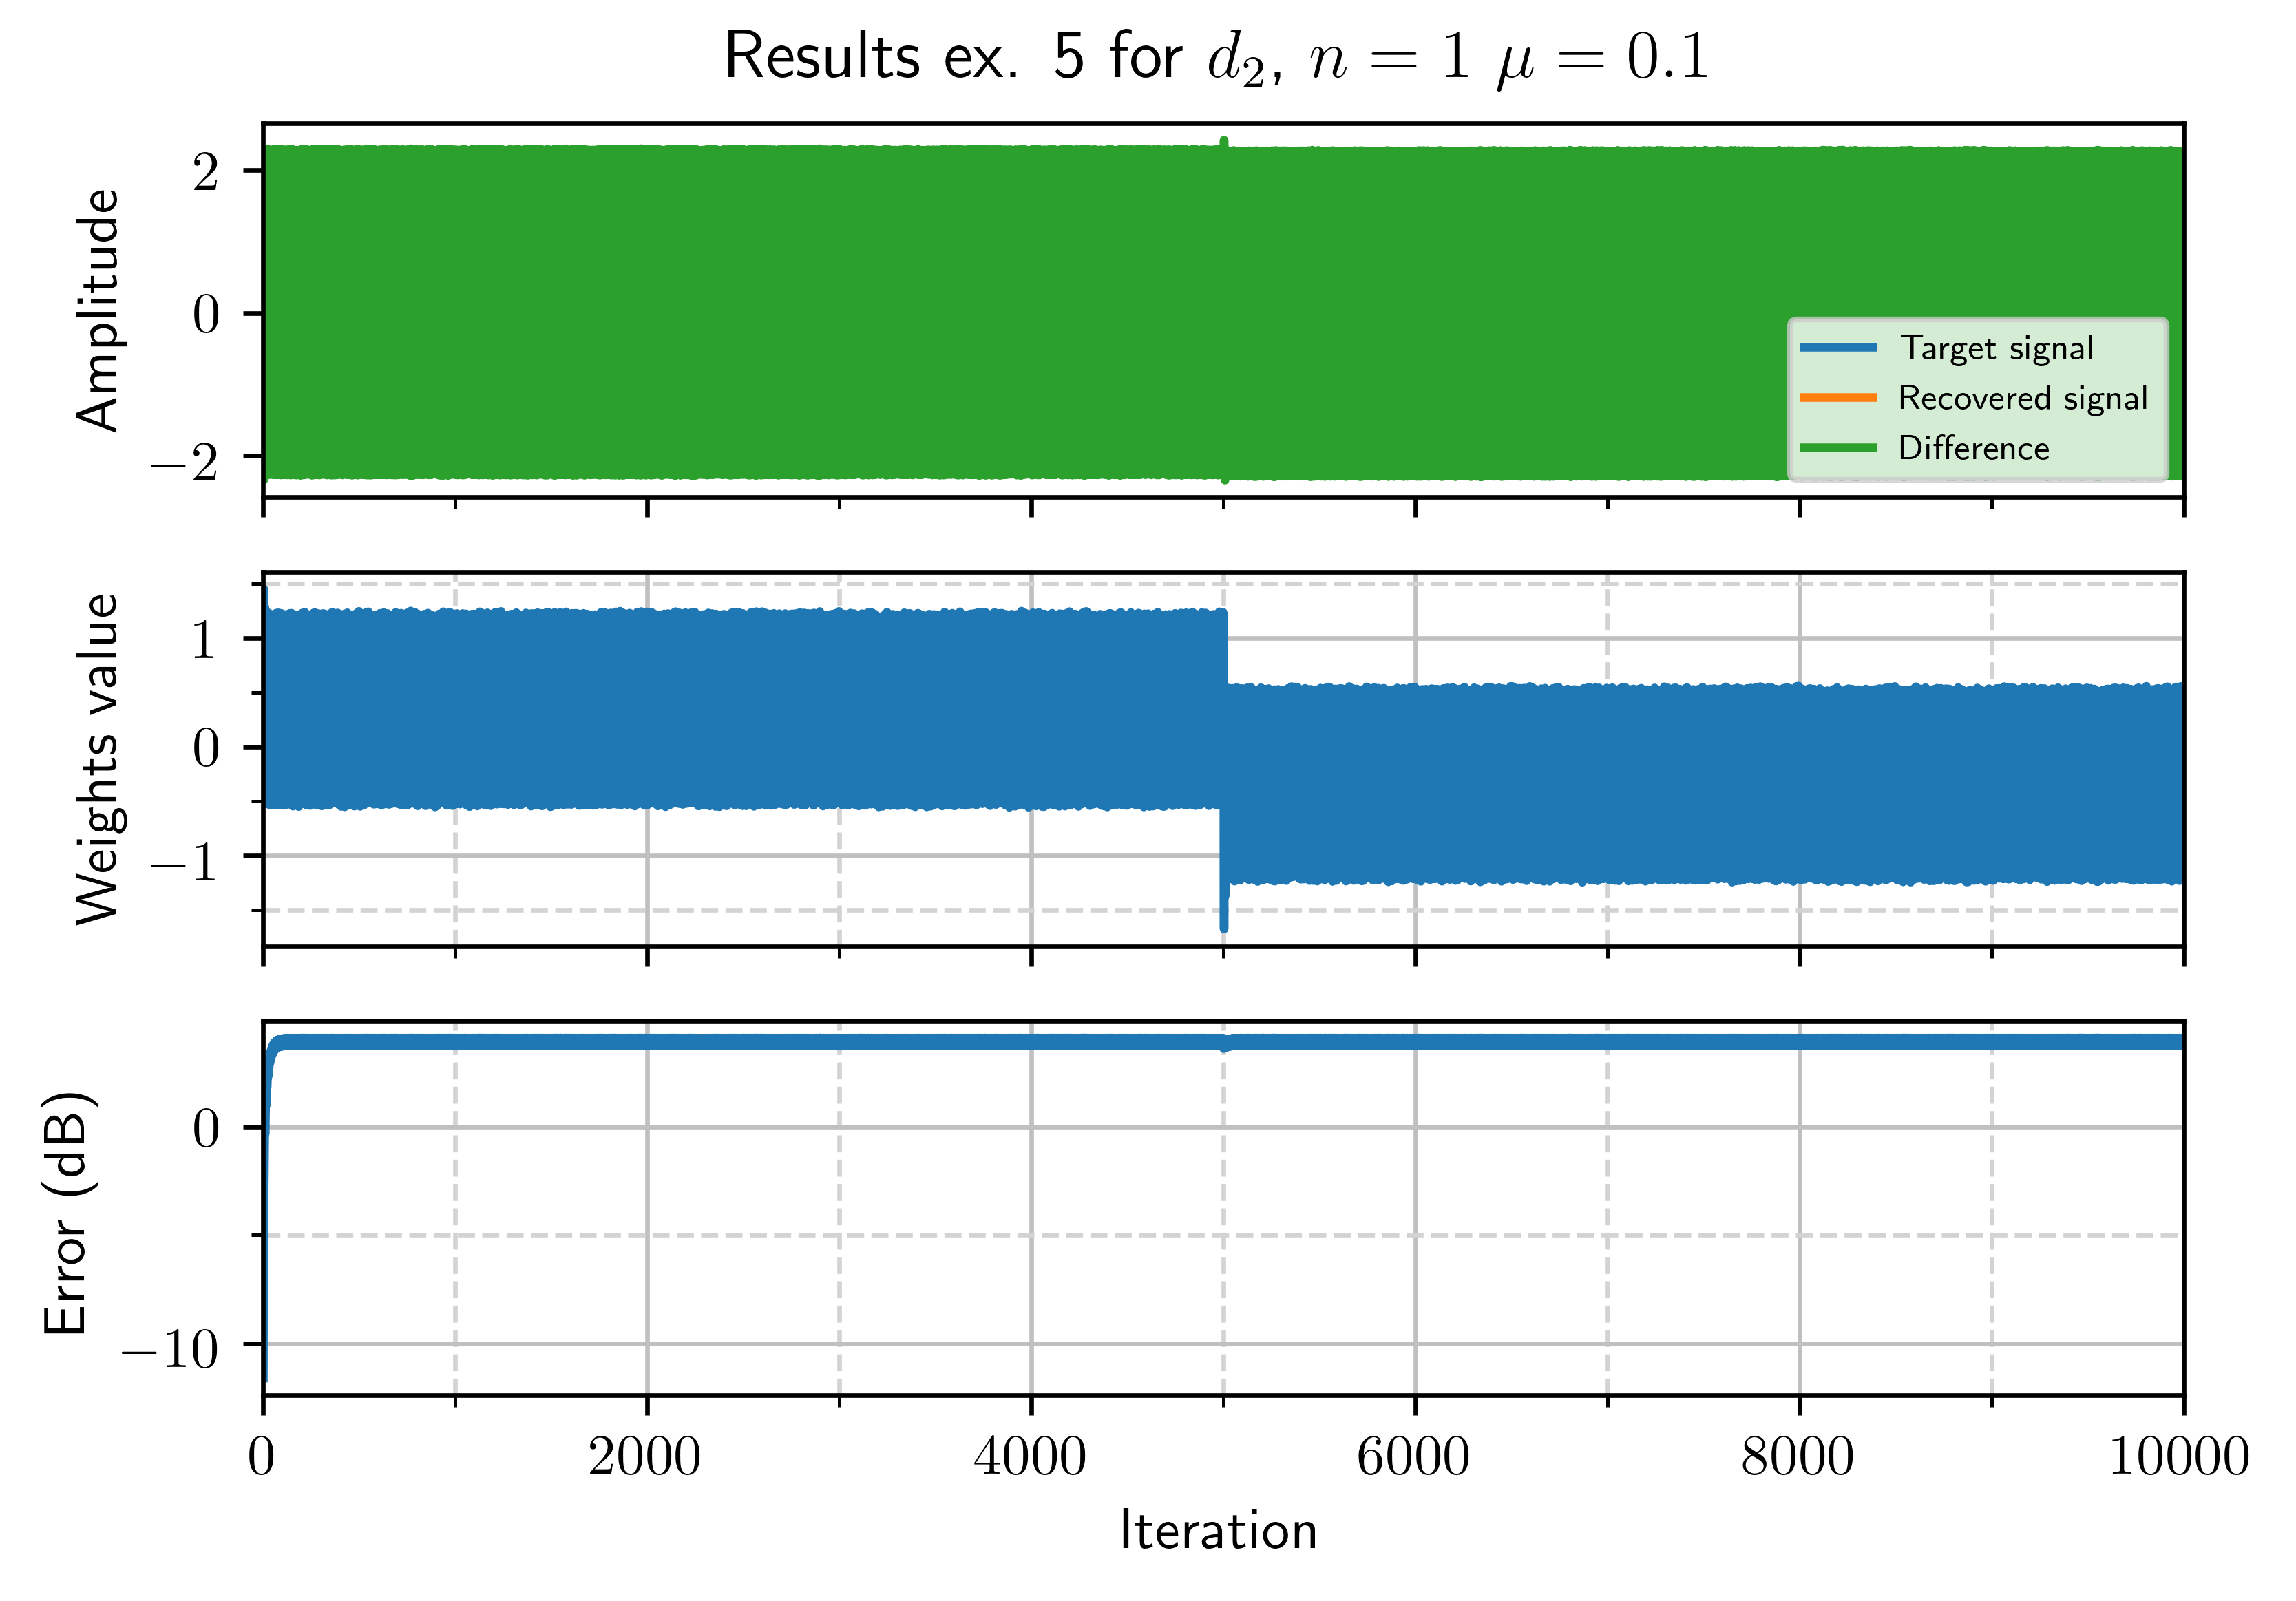 Results ex. 5 for d₂, n = 1 μ = 0.1
Amplitude
2
0
−2
Target signal
Recovered signal
Difference
Weights value
1
0
−1
Error (dB)
0
−10
0 2000 4000 6000 8000 10000
Iteration